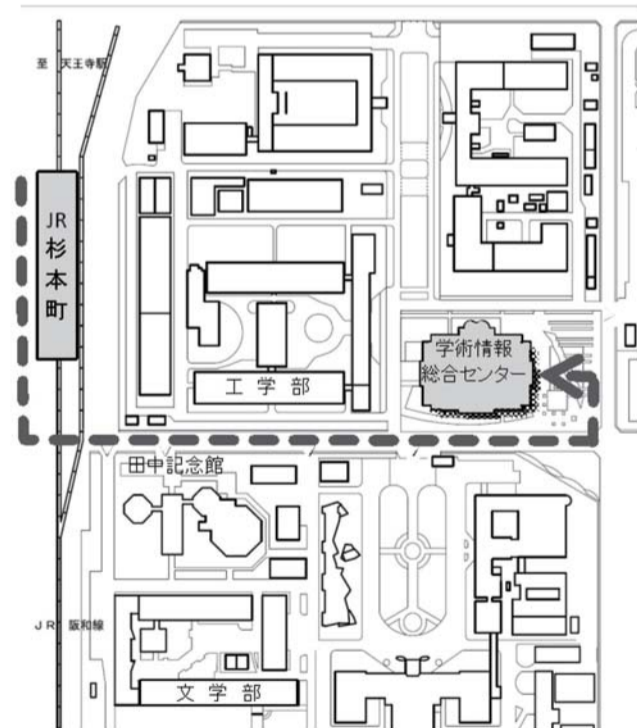 至 天王寺駅
JR
杉
本
町
学術情報
総合センター
工学部
田中記念館
JR 阪和線
文学部